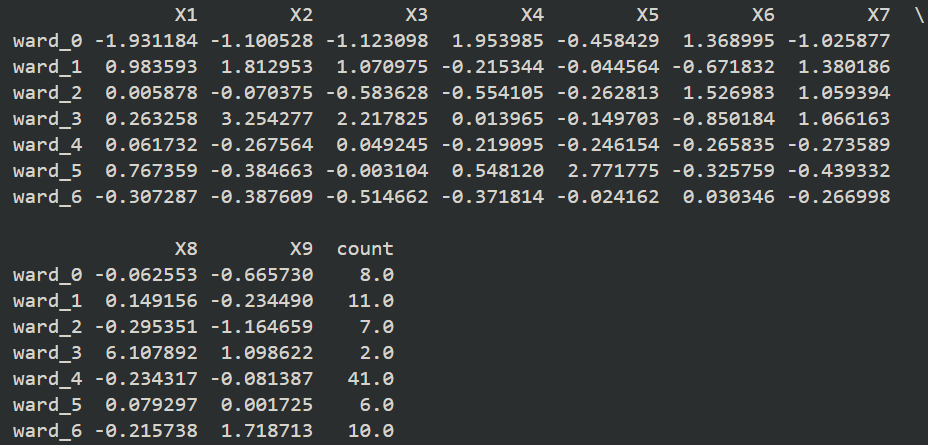 X1 X2 X3 X4 X5 X6 X7 \
ward_0 -1.931184 -1.100528 -1.123098 1.953985 -0.458429 1.368995 -1.025877
ward_1 0.983593 1.812953 1.070975 -0.215344 -0.044564 -0.671832 1.380186
ward_2 0.005878 -0.070375 -0.583628 -0.554105 -0.262813 1.526983 1.059394
ward_3 0.263258 3.254277 2.217825 0.013965 -0.149703 -0.850184 1.066163
ward_4 0.061732 -0.267564 0.049245 -0.219095 -0.246154 -0.265835 -0.273589
ward_5 0.767359 -0.384663 -0.003104 0.548120 2.771775 -0.325759 -0.439332
ward_6 -0.307287 -0.387609 -0.514662 -0.371814 -0.024162 0.030346 -0.266998
X8 X9 count
ward_0 -0.062553 -0.665730 8.0
ward_1 0.149156 -0.234490 11.0
ward_2 -0.295351 -1.164659 7.0
ward_3 6.107892 1.098622 2.0
ward_4 -0.234317 -0.081387 41.0
ward_5 0.079297 0.001725 6.0
ward_6 -0.215738 1.718713 10.0